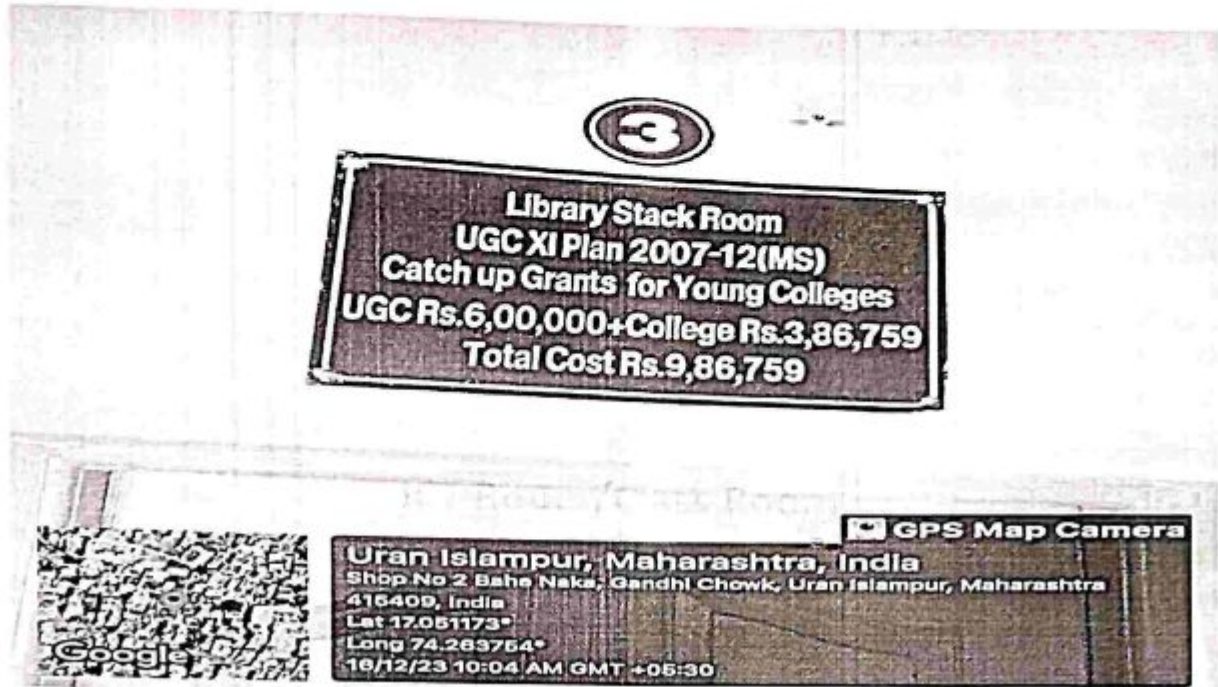 3
Library Stack Room
UGC XI Plan 2007-12(MS)
Catch up Grants for Young Colleges
UGC Rs.6,00,000+College Rs.3,86,759
Total Cost Rs.9,86,759
GPS Map Camera
Uran Islampur, Maharashtra, India
Shop No 2 Bahe Naka, Gandhi Chowk, Uran Islampur, Maharashtra
415409, India
Lat 17.051173°
Long 74.263754°
16/12/23 10:04 AM GMT +05:30
Google